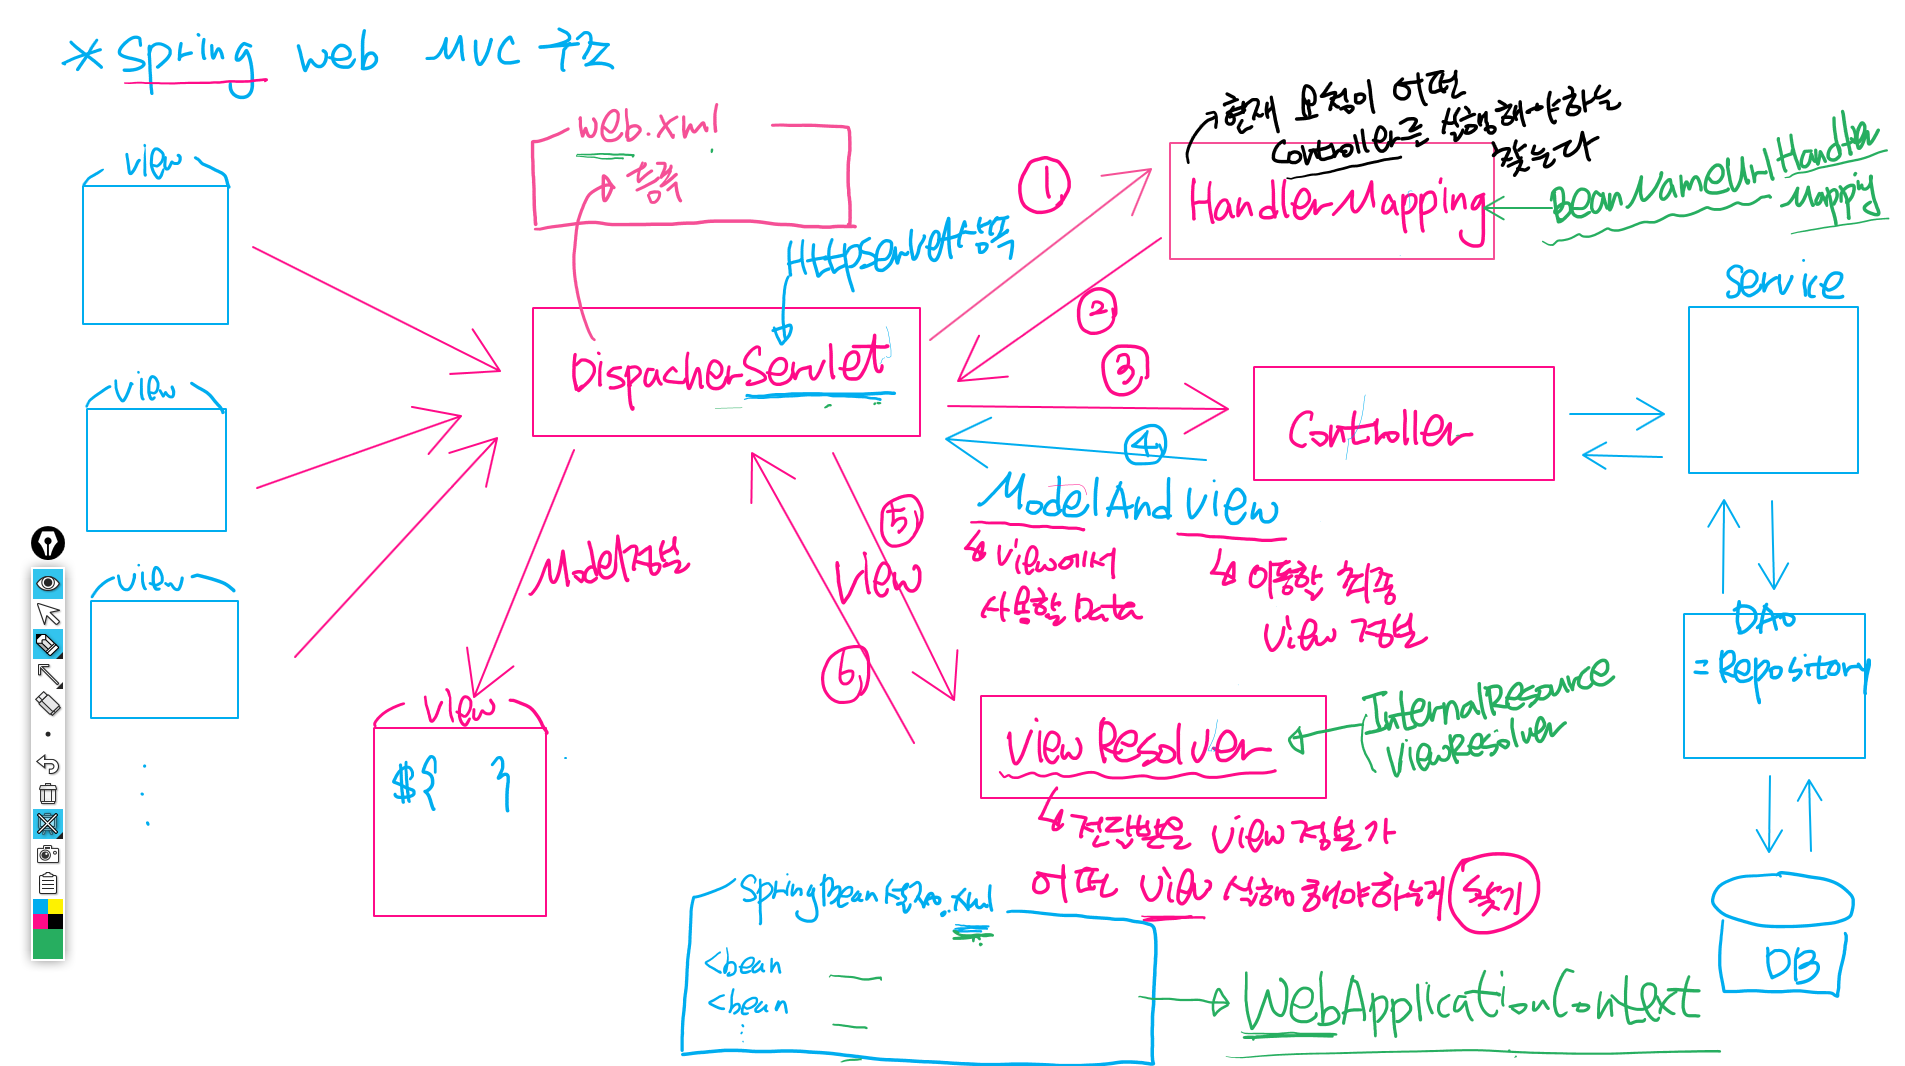 * Spring web MVC 구조
view
view
view
web.xml
등록
HttpServlet상속
DispacherServlet
①
②
③
④
⑤
⑥
현재 요청이 어떤
Controller를 실행해야하는
찾는다
HandlerMapping
BeanNameUrlHandler
Mapping
Controller
Service
DAO
= Repository
DB
ModelAndView
↳ View에서
사용할 Data
↳ 이동할 최종
View 정보
Model정보
View
view
${ }
ViewResolver
InternalResource
ViewResolver
↳ 전달받은 View 정보가
어떤 View 실행해야하는게 찾기
SpringBean설정.xml
<bean
<bean
WebApplicationContext